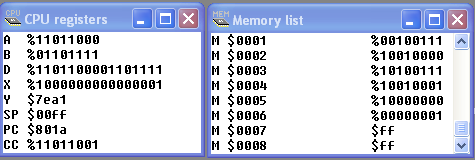 CPU CPU registers
A %11011000
B %01101111
D %1101100001101111
X %1000000000000001
Y $7ea1
SP $00ff
PC $801a
CC %11011001
MEM Memory list
M $0001 %00100111
M $0002 %10010000
M $0003 %10100111
M $0004 %10010001
M $0005 %10000000
M $0006 %00000001
M $0007 $ff
M $0008 $ff